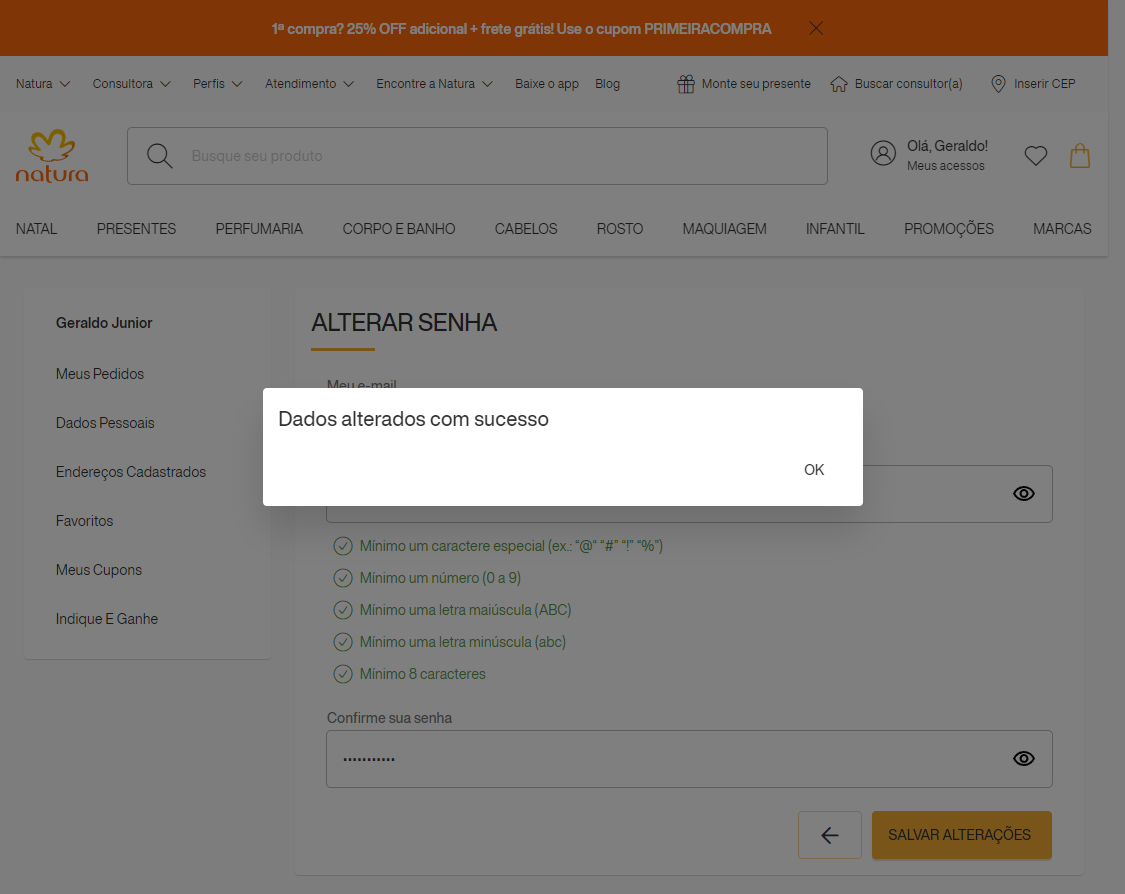 1ª compra? 25% OFF adicional + frete grátis! Use o cupom PRIMEIRACOMPRA
Natura Consultora Perfis Atendimento Encontre a Natura Baixe o app Blog Monte seu presente Buscar consultor(a) Inserir CEP
natura
Busque seu produto
Olá, Geraldo!
Meus acessos
NATAL PRESENTES PERFUMARIA CORPO E BANHO CABELOS ROSTO MAQUIAGEM INFANTIL PROMOÇÕES MARCAS
Geraldo Junior
Meus Pedidos
Dados Pessoais
Endereços Cadastrados
Favoritos
Meus Cupons
Indique E Ganhe
ALTERAR SENHA
Meu e-mail
Dados alterados com sucesso
OK
Mínimo um caractere especial (ex.: "@" "#" "!" "%")
Mínimo um número (0 a 9)
Mínimo uma letra maiúscula (ABC)
Mínimo uma letra minúscula (abc)
Mínimo 8 caracteres
Confirme sua senha
•••••••••••
SALVAR ALTERAÇÕES